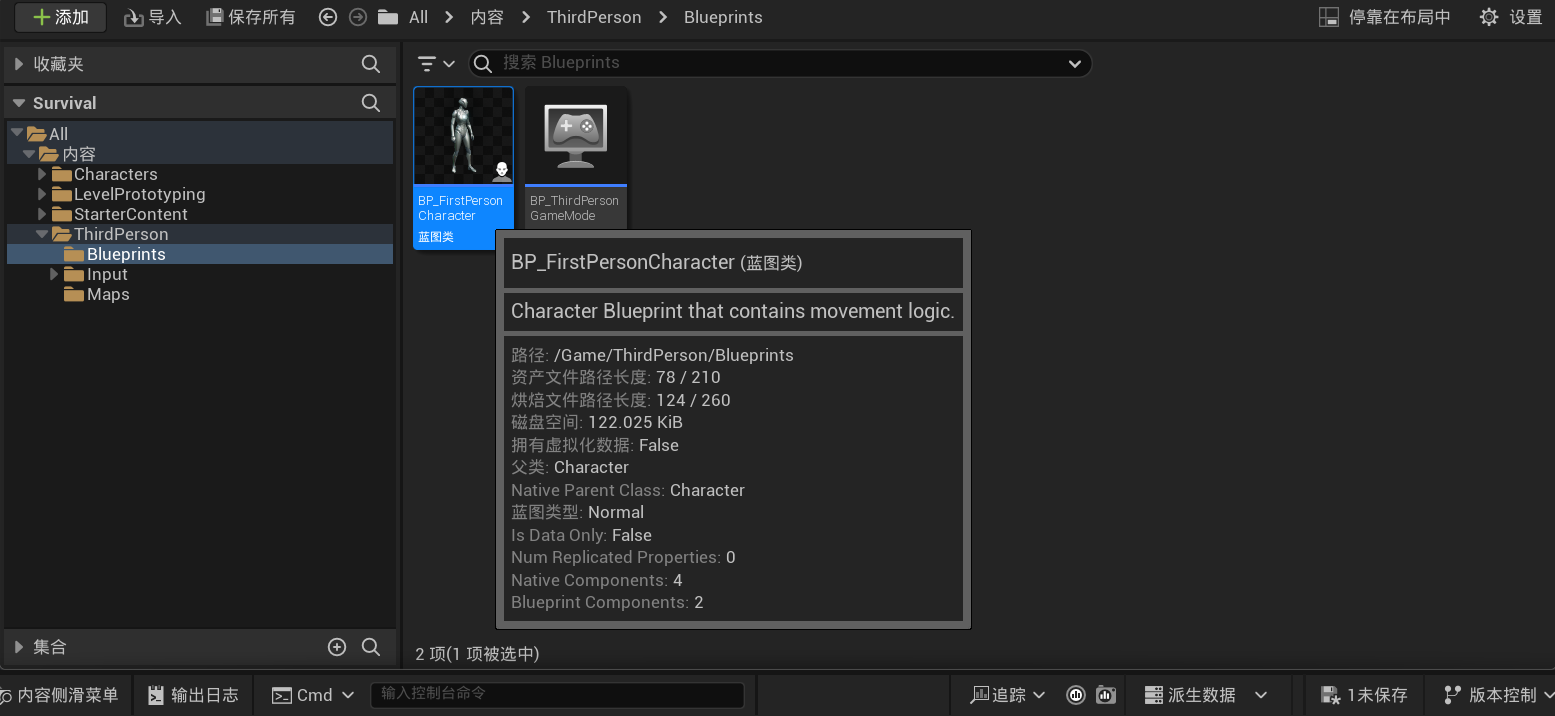 添加
导入
保存所有
All
内容
ThirdPerson
Blueprints
停靠在布局中
设置
收藏夹
搜索 Blueprints
Survival
All
内容
Characters
LevelPrototyping
StarterContent
ThirdPerson
Blueprints
Input
Maps
BP_FirstPerson
Character
蓝图类
BP_ThirdPerson
GameMode
BP_FirstPersonCharacter (蓝图类)
Character Blueprint that contains movement logic.
路径: /Game/ThirdPerson/Blueprints
资产文件路径长度: 78 / 210
烘焙文件路径长度: 124 / 260
磁盘空间: 122.025 KiB
拥有虚拟化数据: False
父类: Character
Native Parent Class: Character
蓝图类型: Normal
Is Data Only: False
Num Replicated Properties: 0
Native Components: 4
Blueprint Components: 2
集合
2 项(1 项被选中)
内容侧滑菜单
输出日志
Cmd
输入控制台命令
追踪
派生数据
1未保存
版本控制